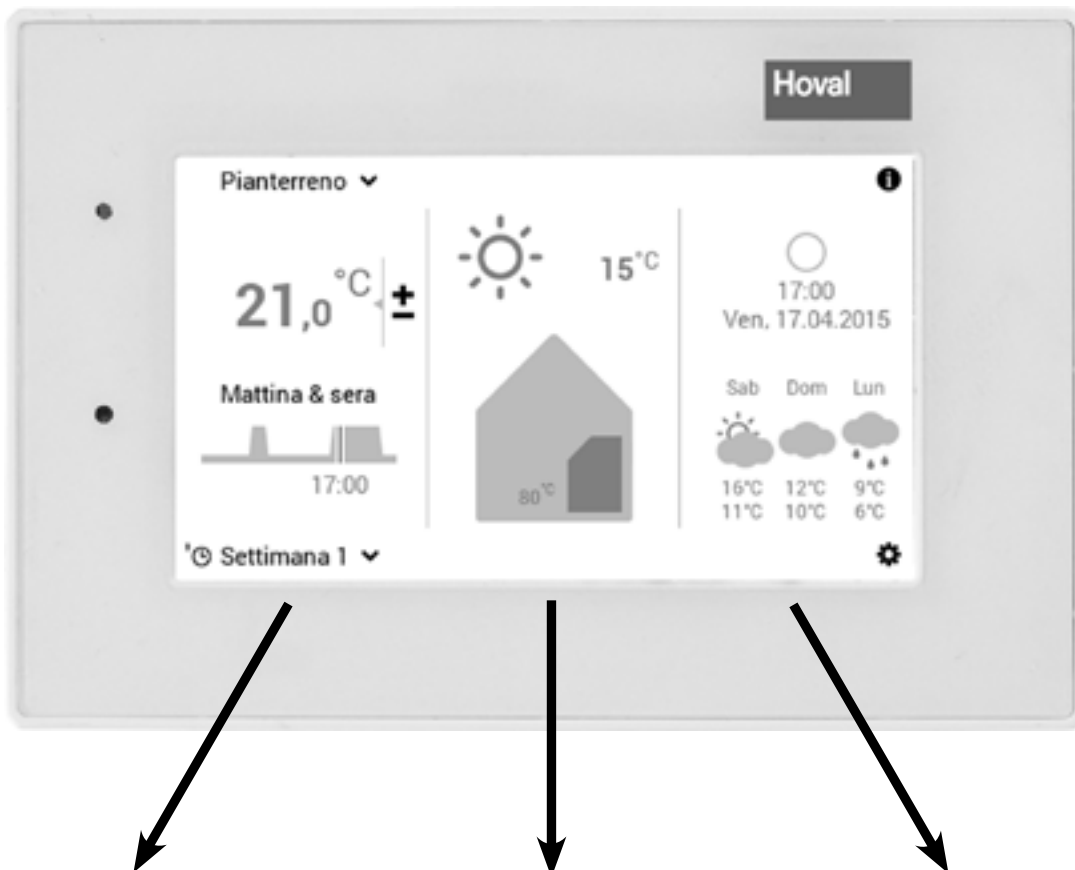 Hoval
Pianterreno
21,0 °C ±
Mattina & sera
17:00
Settimana 1
15°C
80°C
17:00
Ven, 17.04.2015
Sab Dom Lun
16°C 12°C 9°C
11°C 10°C 6°C